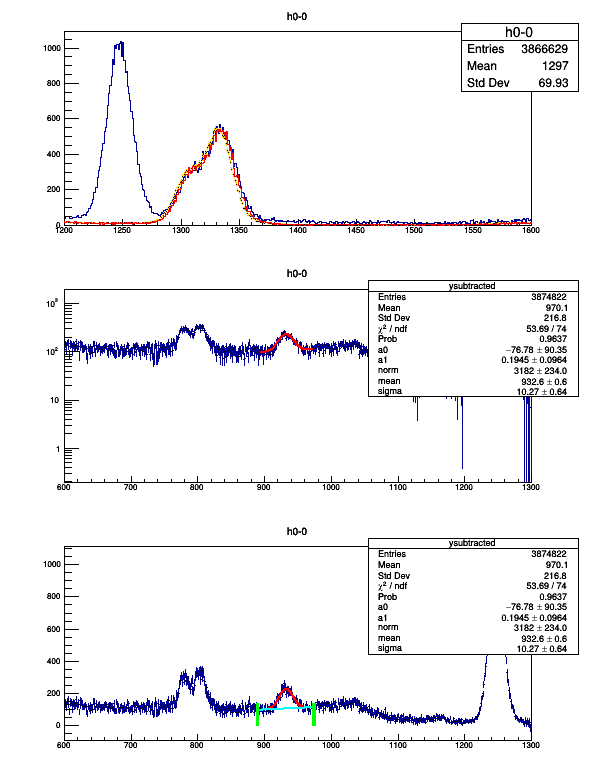 h0-0
h0-0
Entries 3866629
Mean 1297
Std Dev 69.93
1000
800
600
400
200
0
1200 1250 1300 1350 1400 1450 1500 1550 1600
h0-0
ysubtracted
Entries 3874822
Mean 970.1
Std Dev 216.8
χ² / ndf 53.69 / 74
Prob 0.9637
a0 −76.78 ± 90.35
a1 0.1945 ± 0.0964
norm 3182 ± 234.0
mean 932.6 ± 0.6
sigma 10.27 ± 0.64
10³
10²
10
1
600 700 800 900 1000 1100 1200 1300
h0-0
ysubtracted
Entries 3874822
Mean 970.1
Std Dev 216.8
χ² / ndf 53.69 / 74
Prob 0.9637
a0 −76.78 ± 90.35
a1 0.1945 ± 0.0964
norm 3182 ± 234.0
mean 932.6 ± 0.6
sigma 10.27 ± 0.64
1000
800
600
400
200
0
600 700 800 900 1000 1100 1200 1300